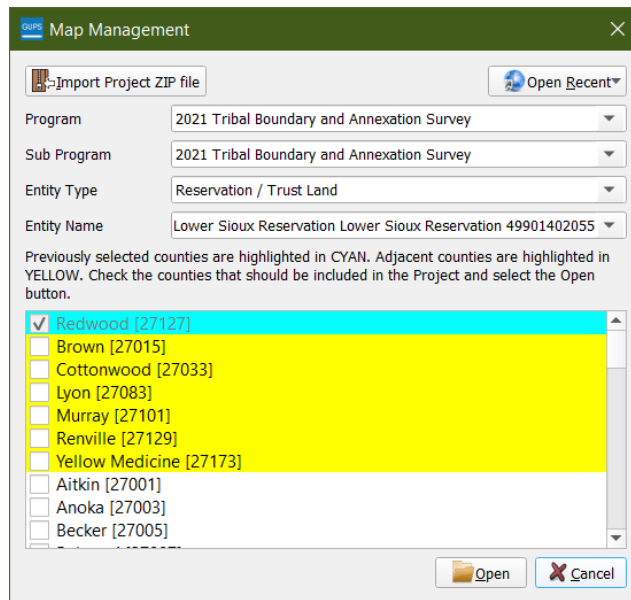 GUPS Map Management
Import Project ZIP file
Open Recent
Program 2021 Tribal Boundary and Annexation Survey
Sub Program 2021 Tribal Boundary and Annexation Survey
Entity Type Reservation / Trust Land
Entity Name Lower Sioux Reservation Lower Sioux Reservation 49901402055
Previously selected counties are highlighted in CYAN. Adjacent counties are highlighted in
YELLOW. Check the counties that should be included in the Project and select the Open
button.
Redwood [27127]
Brown [27015]
Cottonwood [27033]
Lyon [27083]
Murray [27101]
Renville [27129]
Yellow Medicine [27173]
Aitkin [27001]
Anoka [27003]
Becker [27005]
Open
Cancel